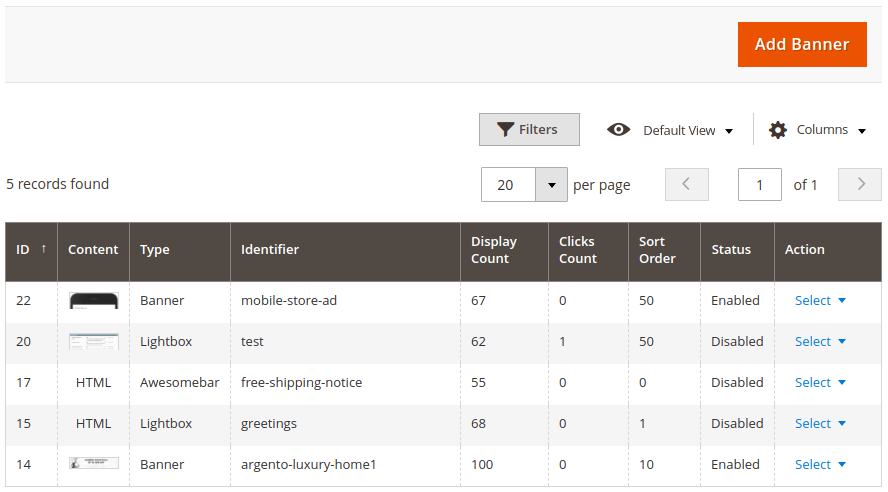 Add Banner
Filters Default View Columns
5 records found 20 per page 1 of 1
ID ↑ Content Type Identifier Display Count Clicks Count Sort Order Status Action
22 Banner mobile-store-ad 67 0 50 Enabled Select
20 Lightbox test 62 1 50 Disabled Select
17 HTML Awesomebar free-shipping-notice 55 0 0 Disabled Select
15 HTML Lightbox greetings 68 0 1 Disabled Select
14 Banner argento-luxury-home1 100 0 10 Enabled Select